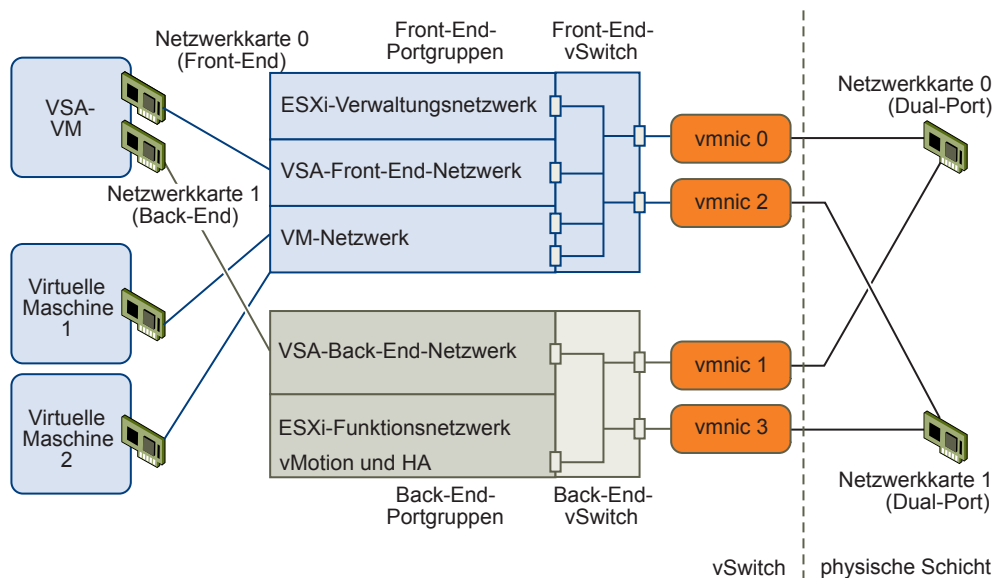 Netzwerkkarte 0
(Front-End)
Front-End-
Portgruppen
Front-End-
vSwitch
VSA-
VM
ESXi-Verwaltungsnetzwerk
VSA-Front-End-Netzwerk
VM-Netzwerk
Netzwerkkarte 1
(Back-End)
vmnic 0
vmnic 2
Netzwerkkarte 0
(Dual-Port)
Virtuelle
Maschine
1
Virtuelle
Maschine
2
VSA-Back-End-Netzwerk
ESXi-Funktionsnetzwerk
vMotion und HA
vmnic 1
vmnic 3
Back-End-
Portgruppen
Back-End-
vSwitch
Netzwerkkarte 1
(Dual-Port)
vSwitch
physische Schicht